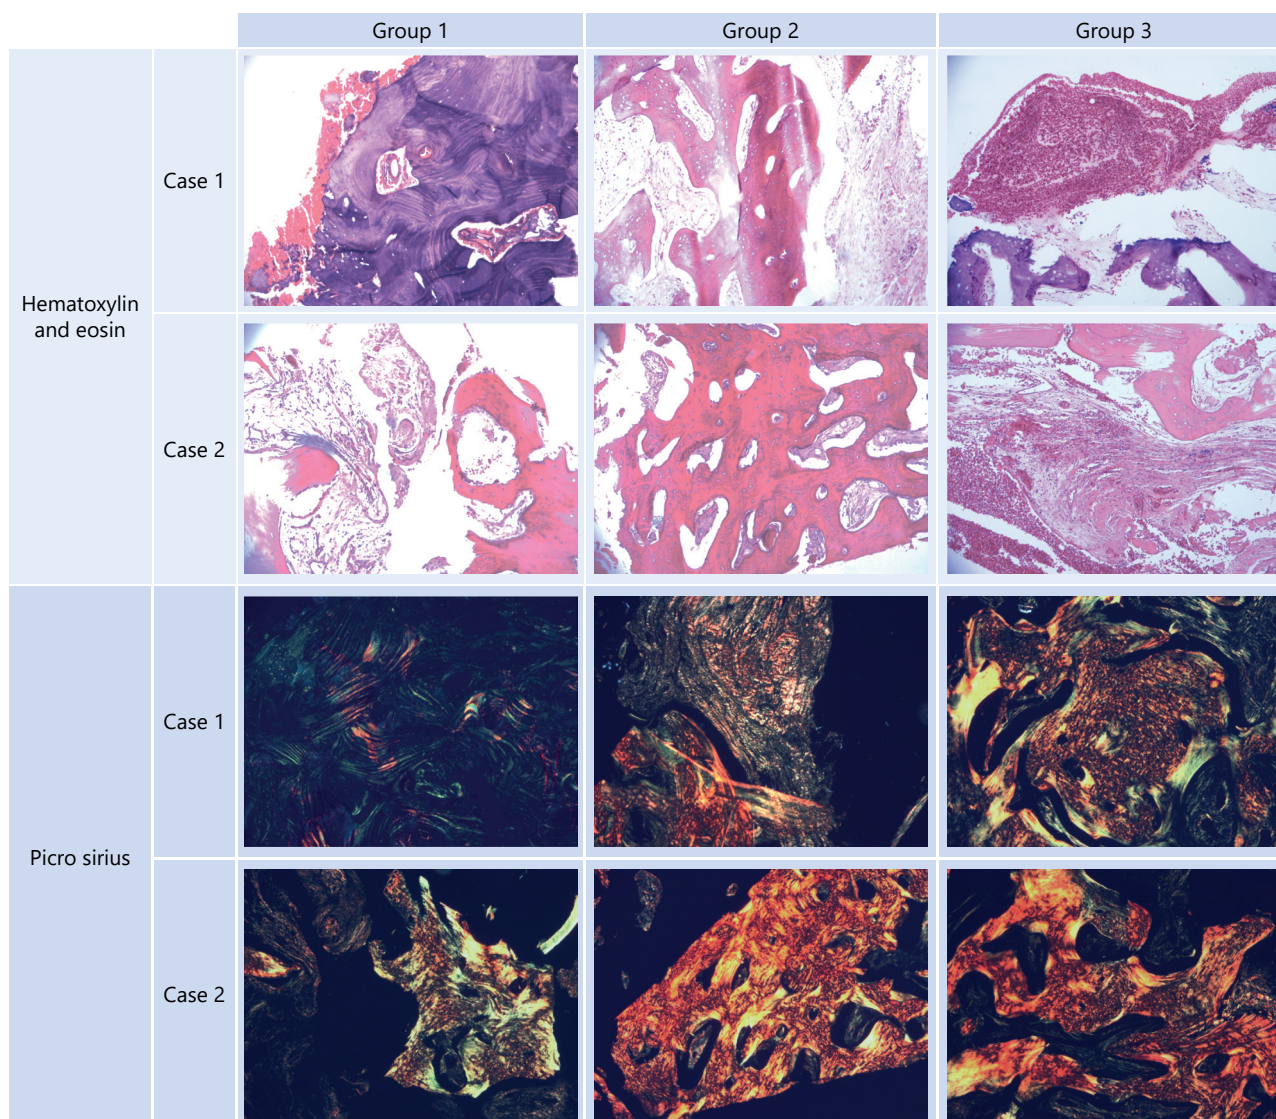 Group 1
Group 2
Group 3
Hematoxylin
and eosin
Case 1
Case 2
Picro sirius
Case 1
Case 2